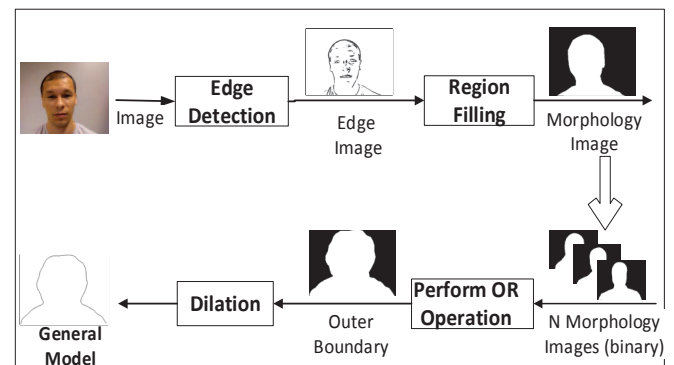 Image
Edge
Detection
Edge
Image
Region
Filling
Morphology
Image
N Morphology
Images (binary)
Perform OR
Operation
Outer
Boundary
Dilation
General
Model